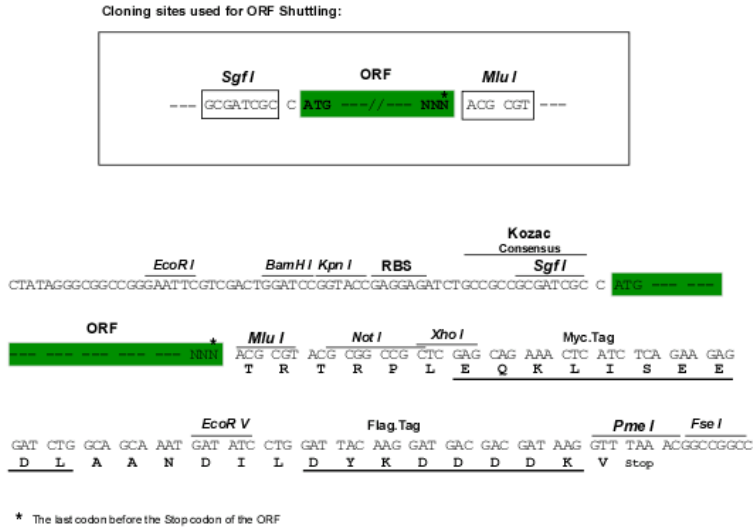 Cloning sites used for ORF Shuttling:
Sgf I ORF Mlu I
*
--- GCGATCGC C ATG ---//--- NNN ACG CGT ---
Kozac
Consensus
EcoR I BamH I Kpn I RBS Sgf I
CTATAGGGCGGCCGGGAATTCGTCGACTGGATCCGGTACCGAGGAGATCTGCCGCCGCGATCGC C ATG --- ---
ORF
*
Mlu I Not I Xho I Myc.Tag
--- --- --- --- --- --- NNN ACG CGT ACG CGG CCG CTC GAG CAG AAA CTC ATC TCA GAA GAG
T R T R P L E Q K L I S E E
EcoR V Flag.Tag Pme I Fse I
GAT CTG GCA GCA AAT GAT ATC CTG GAT TAC AAG GAT GAC GAC GAT AAG GTT TAA ACGGCCGGCC
D L A A N D I L D Y K D D D D K V Stop
* The last codon before the Stop codon of the ORF